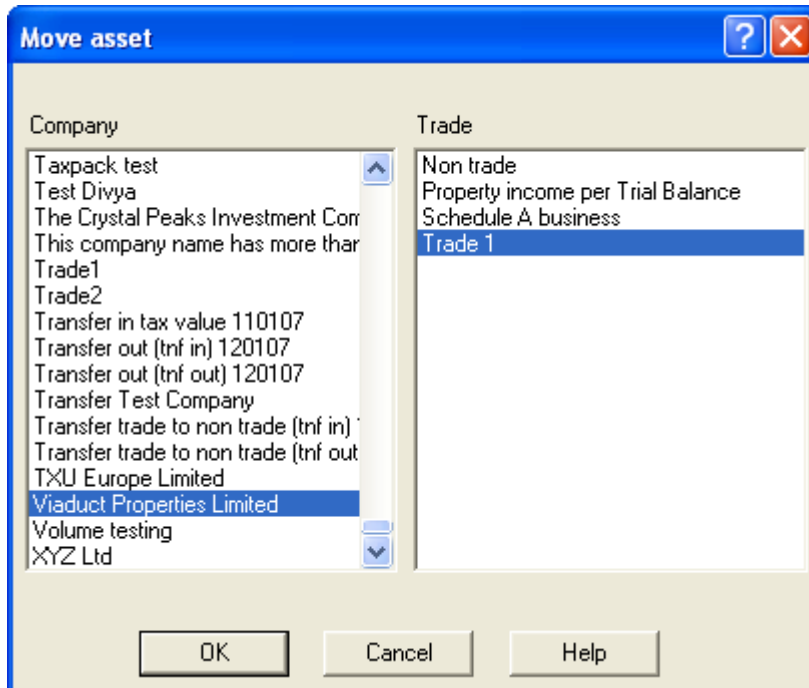 Move asset
Company
Trade
Taxpack test
Test Divya
The Crystal Peaks Investment Com
This company name has more than
Trade1
Trade2
Transfer in tax value 110107
Transfer out (tnf in) 120107
Transfer out (tnf out) 120107
Transfer Test Company
Transfer trade to non trade (tnf in)
Transfer trade to non trade (tnf out
TXU Europe Limited
Viaduct Properties Limited
Volume testing
XYZ Ltd
Non trade
Property income per Trial Balance
Schedule A business
Trade 1
OK
Cancel
Help